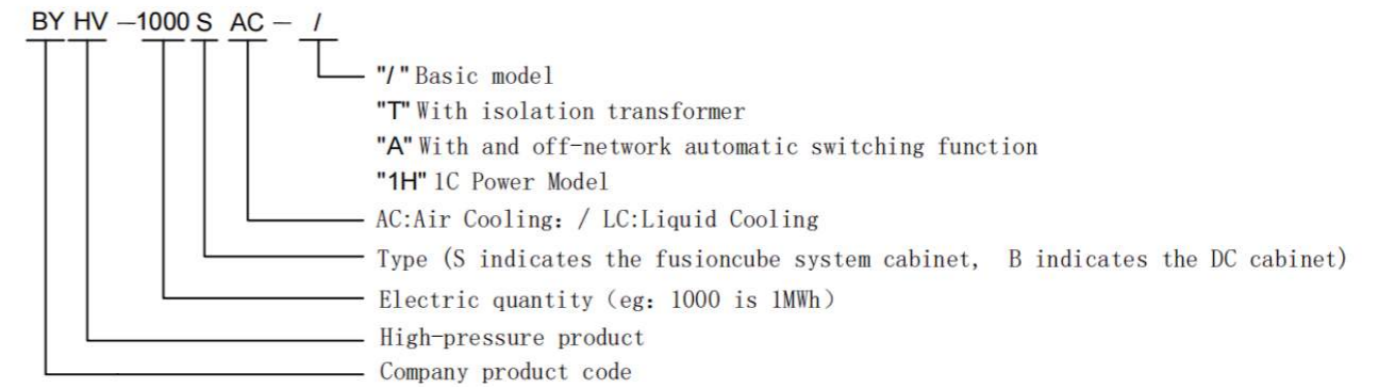 BY HV －1000 S AC － /
"/" Basic model
"T" With isolation transformer
"A" With and off-network automatic switching function
"1H" 1C Power Model
AC:Air Cooling: / LC:Liquid Cooling
Type (S indicates the fusioncube system cabinet, B indicates the DC cabinet)
Electric quantity（eg: 1000 is 1MWh）
High-pressure product
Company product code